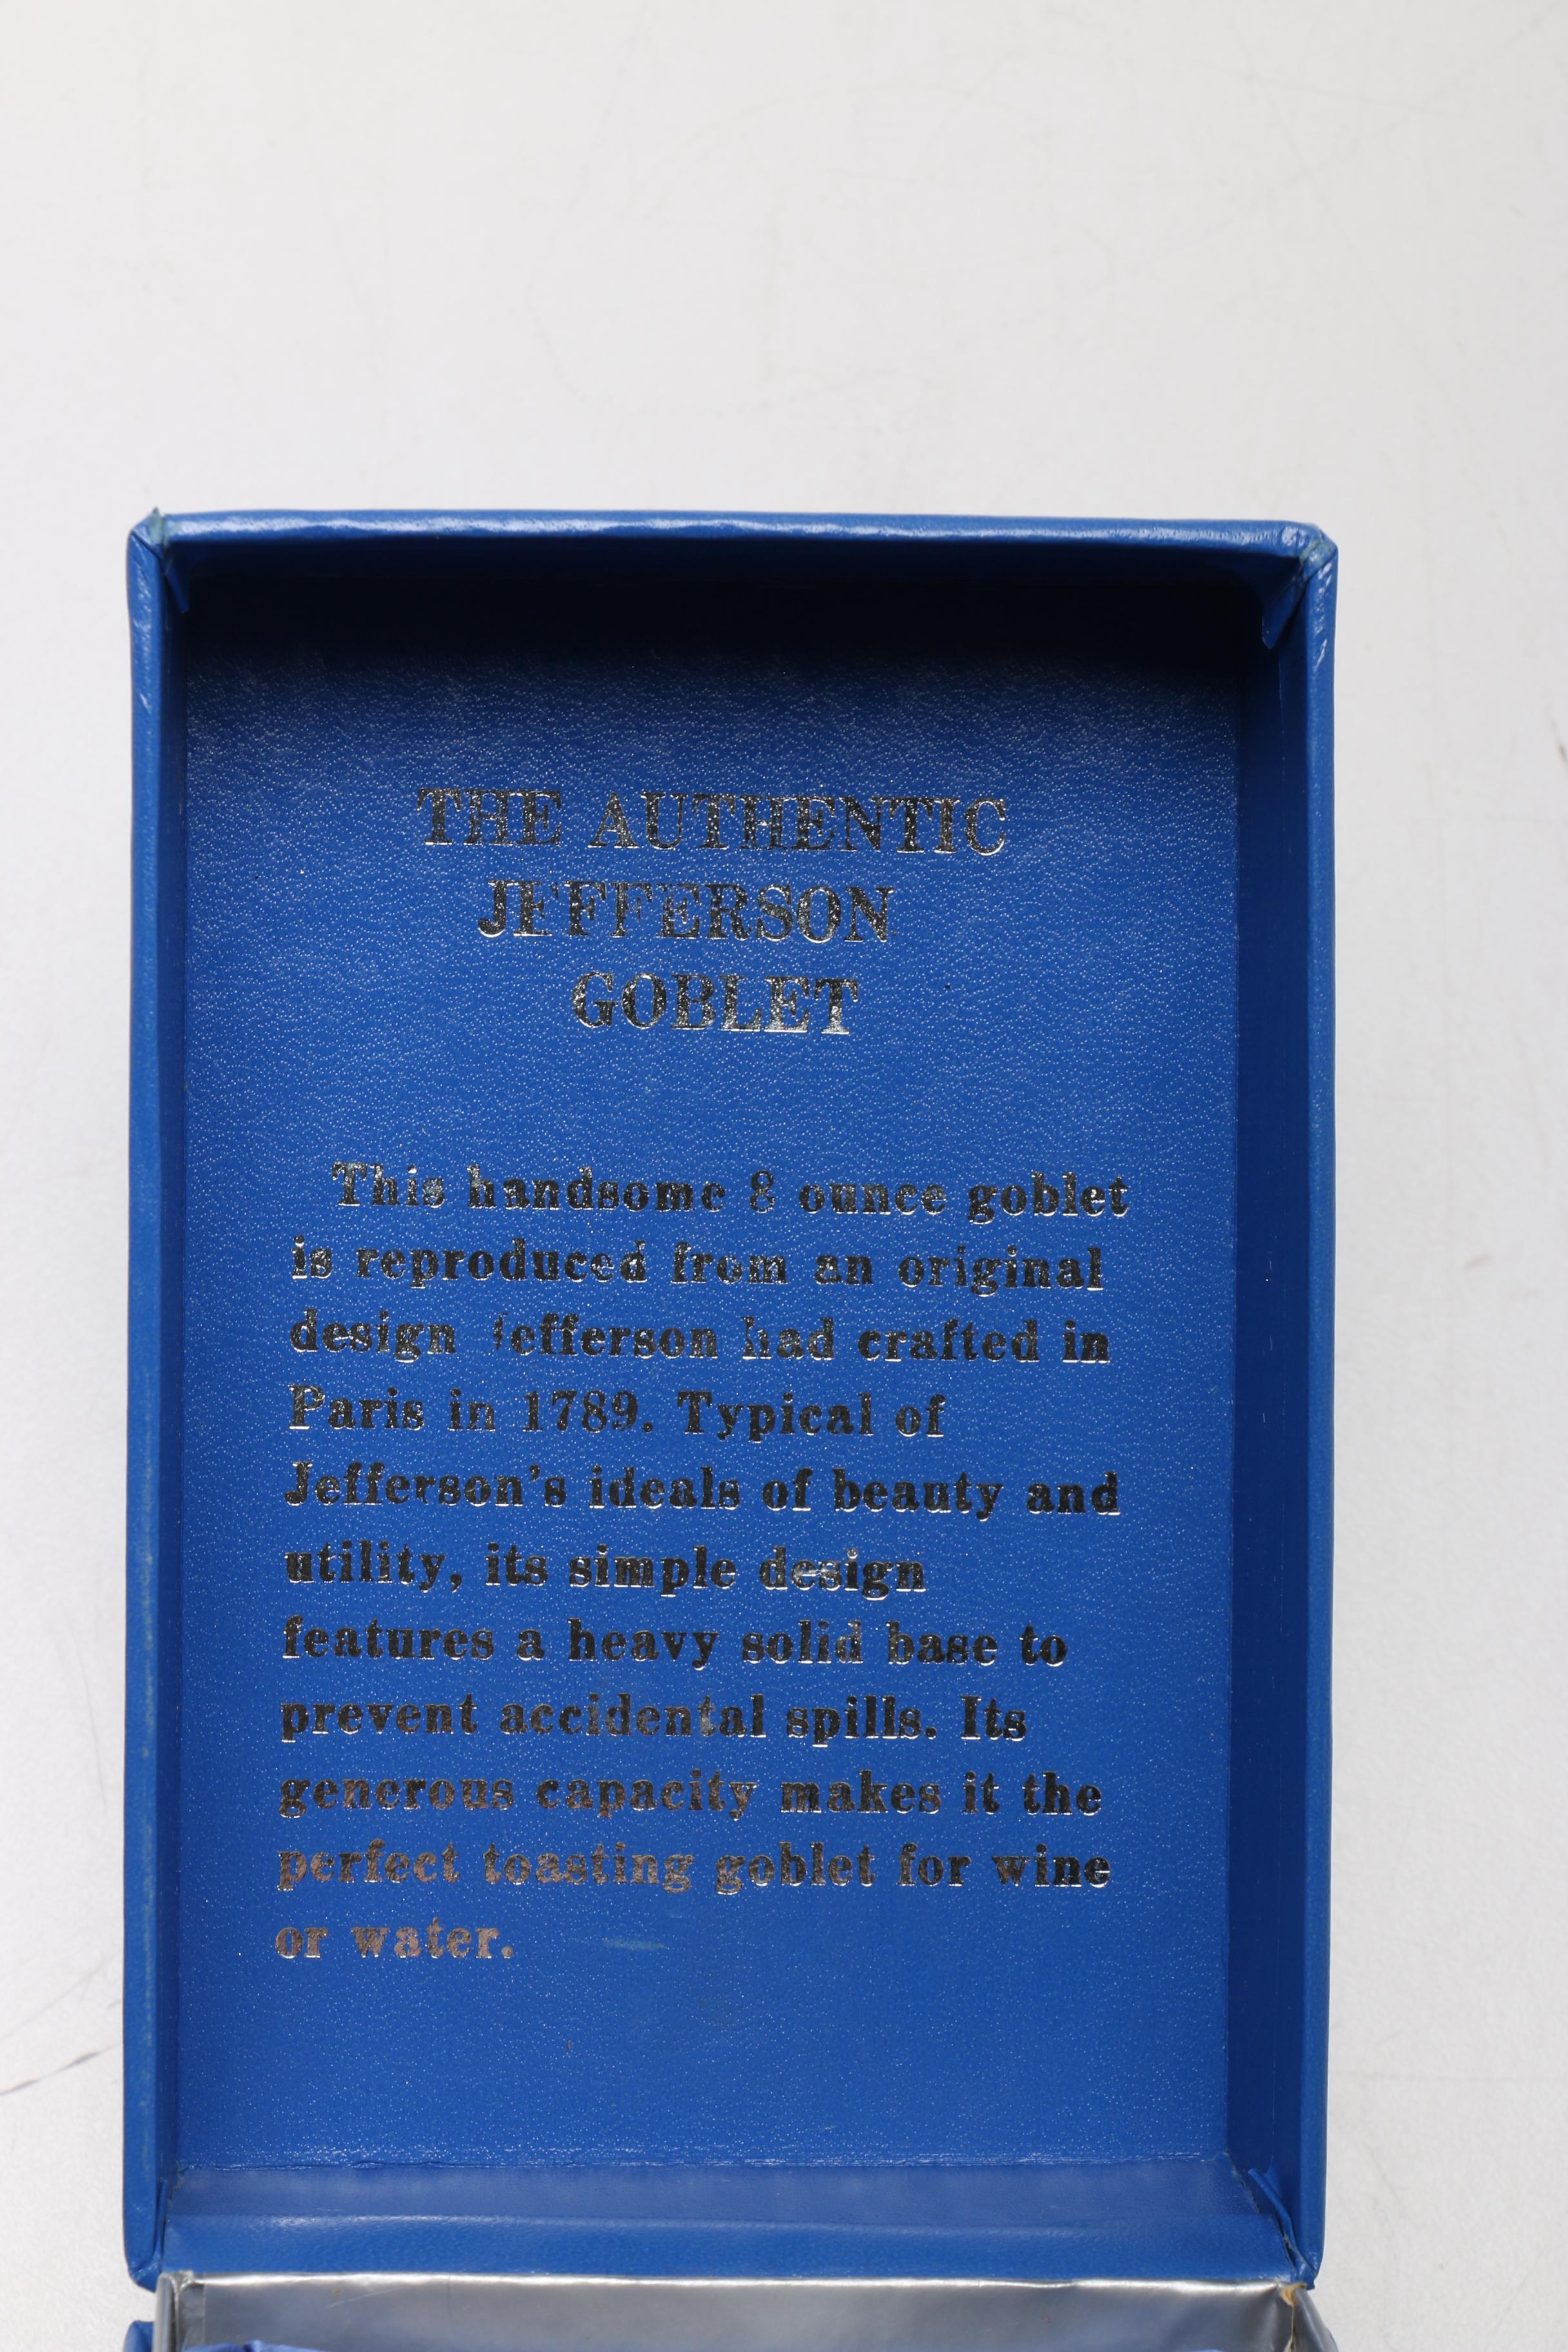 THE AUTHENTIC
JEFFERSON
GOBLET
This handsome 8 ounce goblet
is reproduced from an original
design Jefferson had crafted in
Paris in 1789. Typical of
Jefferson's ideals of beauty and
utility, its simple design
features a heavy solid base to
prevent accidental spills. Its
generous capacity makes it the
perfect toasting goblet for wine
or water.